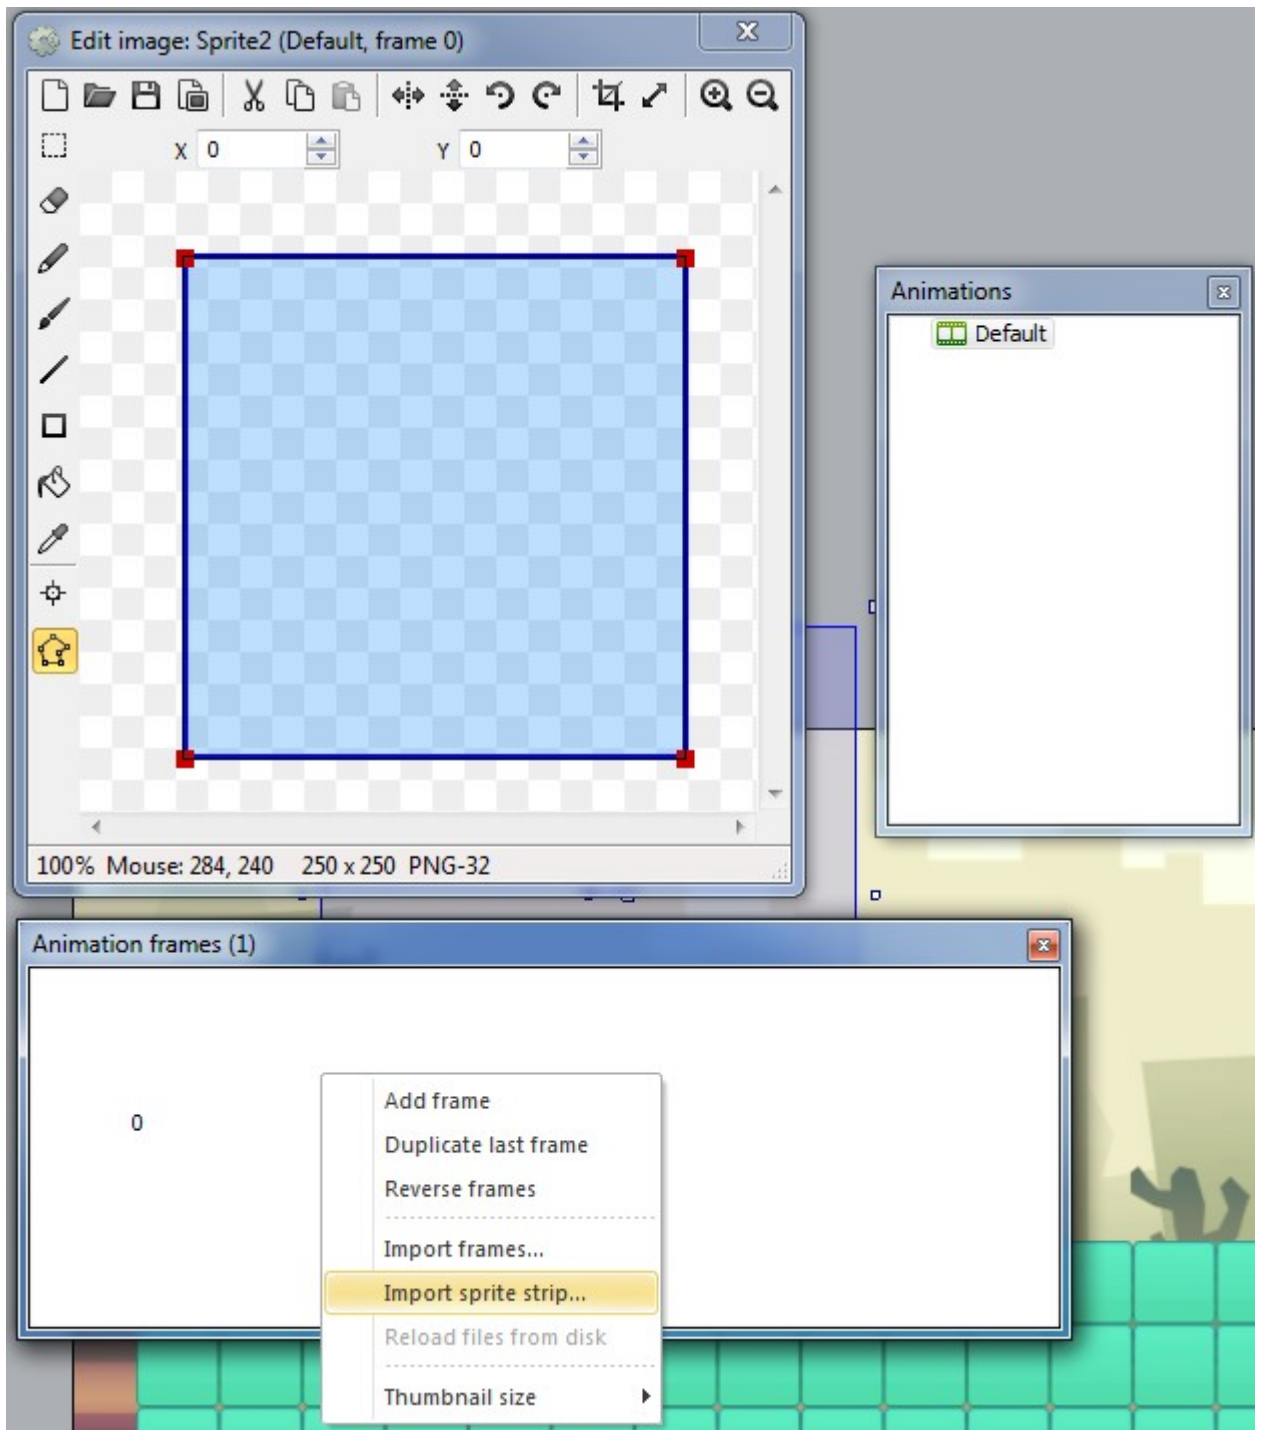 Edit image: Sprite2 (Default, frame 0)
X 0 Y 0
Animations
Default
100% Mouse: 284, 240 250 x 250 PNG-32
Animation frames (1)
0
Add frame
Duplicate last frame
Reverse frames
Import frames...
Import sprite strip...
Reload files from disk
Thumbnail size